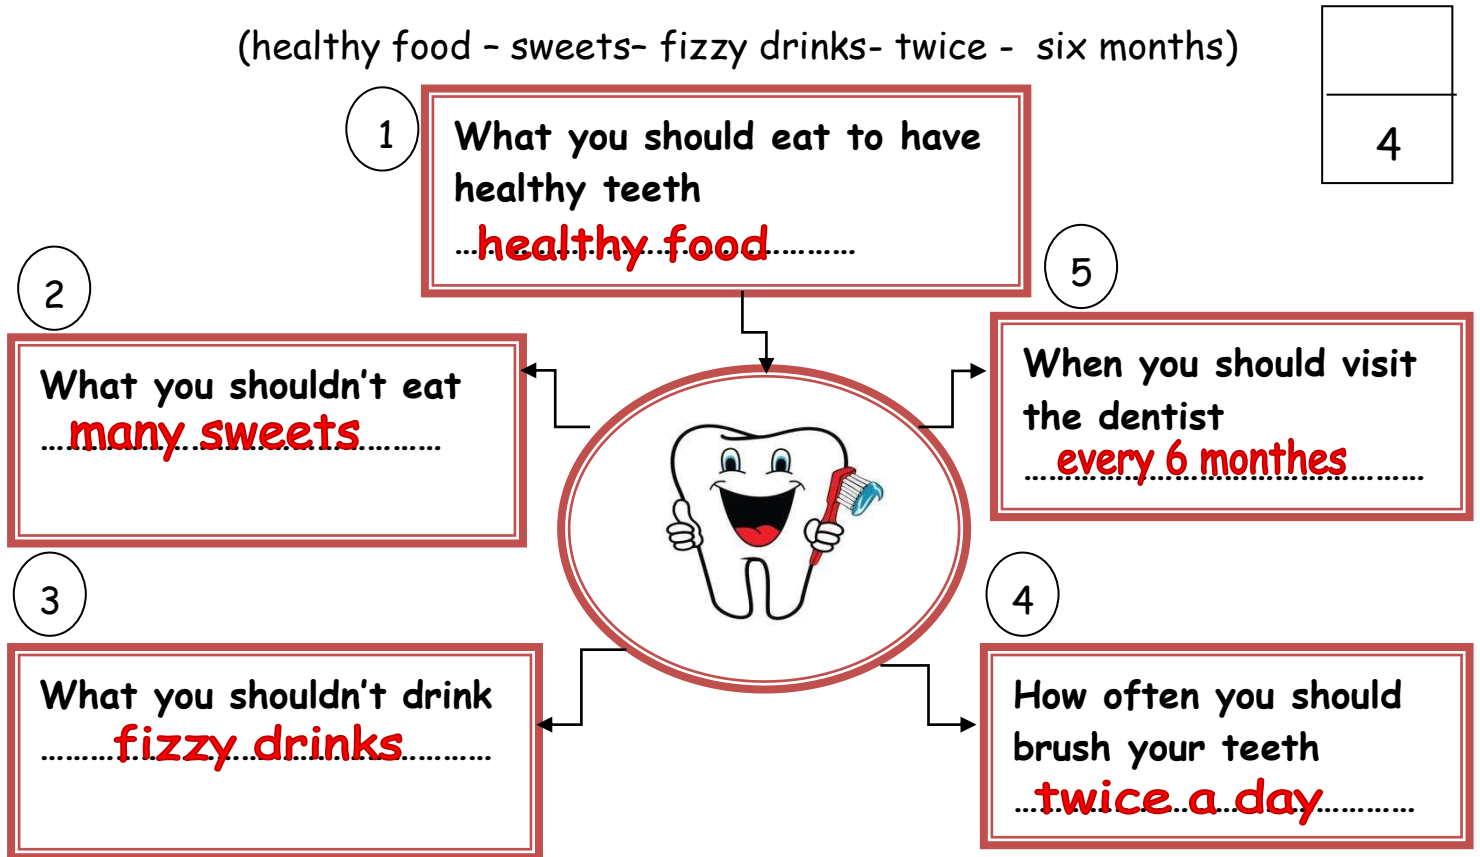 (healthy food – sweets– fizzy drinks- twice -  six months)
4
1
What you should eat to have
healthy teeth
……healthy food……
2
What you shouldn't eat
……many sweets……
3
What you shouldn't drink
……fizzy drinks……
5
When you should visit
the dentist
……every 6 monthes……
4
How often you should
brush your teeth
……twice a day……